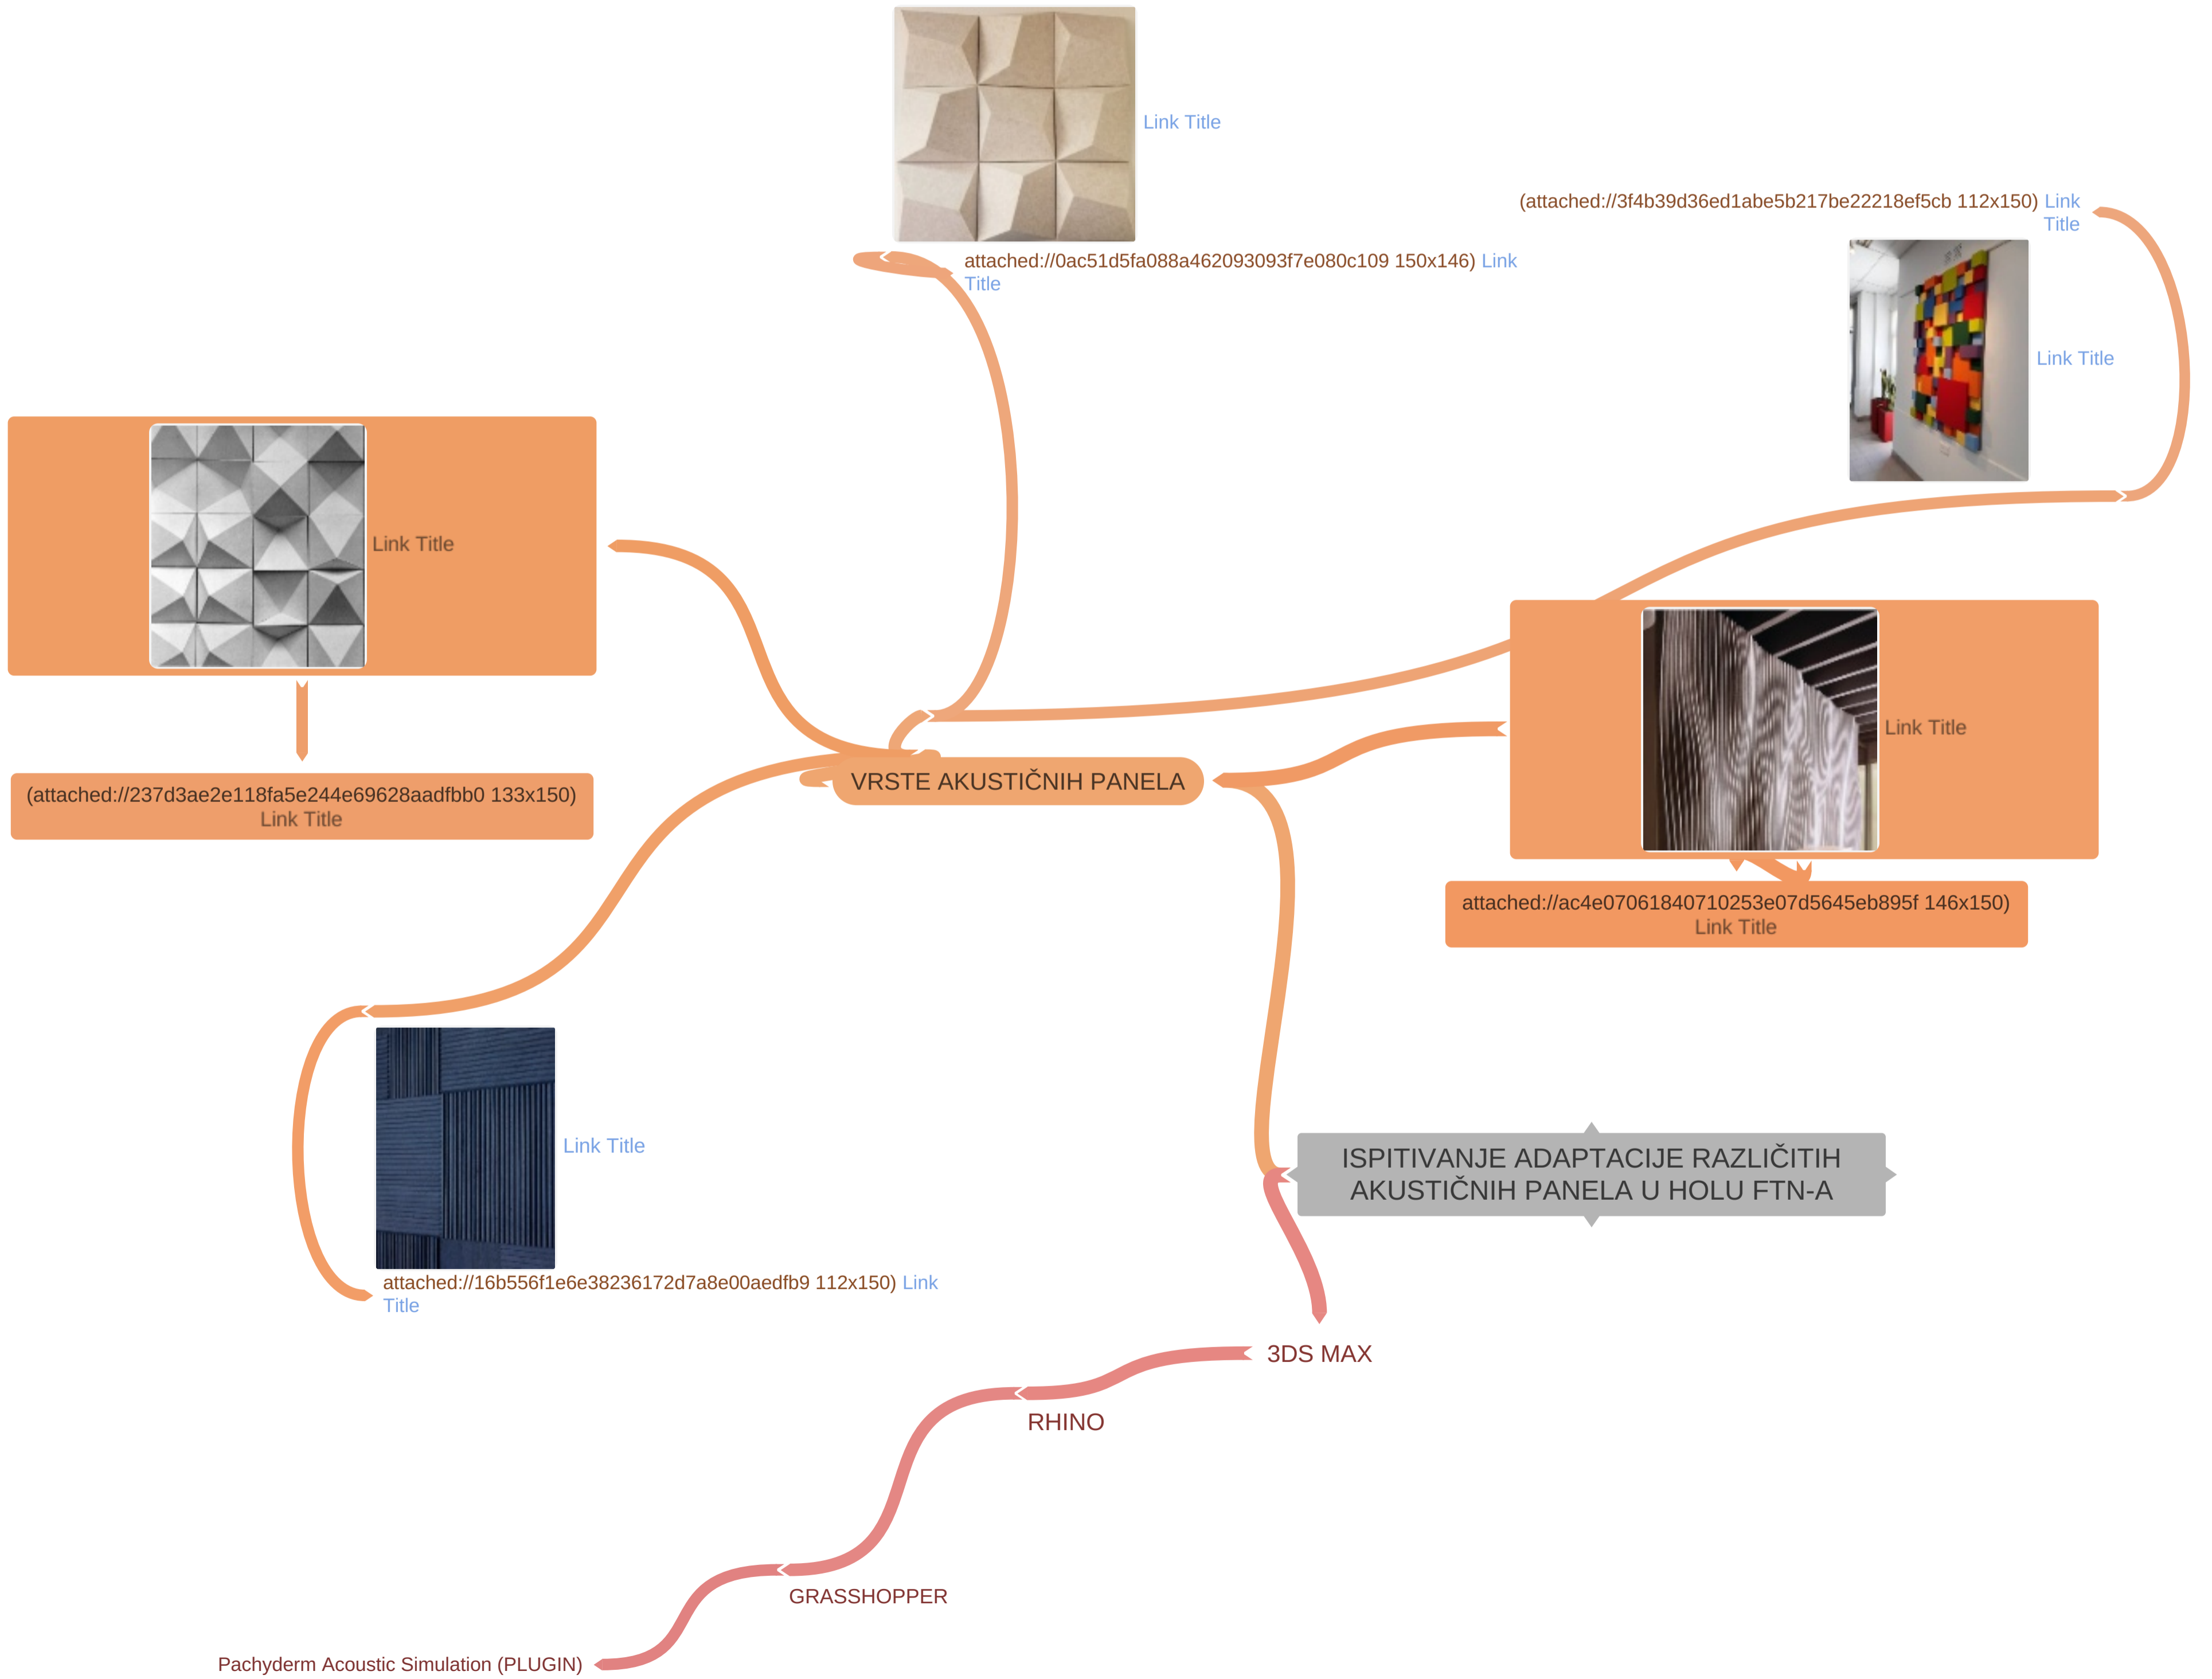 Link Title
(attached://3f4b39d36ed1abe5b217be22218ef5cb 112x150) Link
Title
attached://0ac51d5fa088a462093093f7e080c109 150x146) Link
Title
Link Title
Link Title
Link Title
VRSTE AKUSTIČNIH PANELA
(attached://237d3ae2e118fa5e244e69628aadfbb0 133x150)
Link Title
attached://ac4e07061840710253e07d5645eb895f 146x150)
Link Title
Link Title
ISPITIVANJE ADAPTACIJE RAZLIČITIH
AKUSTIČNIH PANELA U HOLU FTN-A
attached://16b556f1e6e38236172d7a8e00aedfb9 112x150) Link
Title
3DS MAX
RHINO
GRASSHOPPER
Pachyderm Acoustic Simulation (PLUGIN)